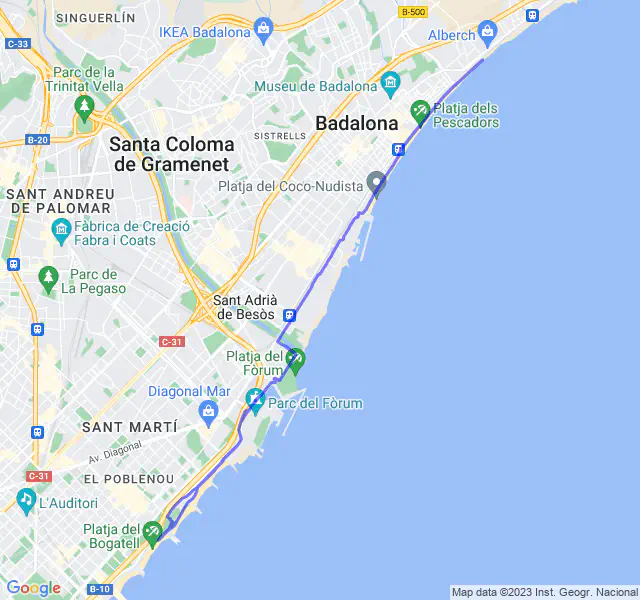 SINGUERLÍN
B-500
C-33
IKEA Badalona
Alberch
Parc de la
Trinitat Vella
Museu de Badalona
Platja dels
Pescadors
Badalona
B-20
Santa Coloma
de Gramenet
SISTRELLS
Platja del Coco-Nudista
SANT ANDREU
DE PALOMAR
Fàbrica de Creació
Fabra i Coats
Parc de
La Pegaso
Sant Adrià
de Besòs
C-31
Platja del
Fòrum
Diagonal Mar
Parc del Fòrum
SANT MARTÍ
Av. Diagonal
C-31
EL POBLENOU
L'Auditori
Platja del
Bogatell
B-10
Google
Map data ©2023 Inst. Geogr. Nacional